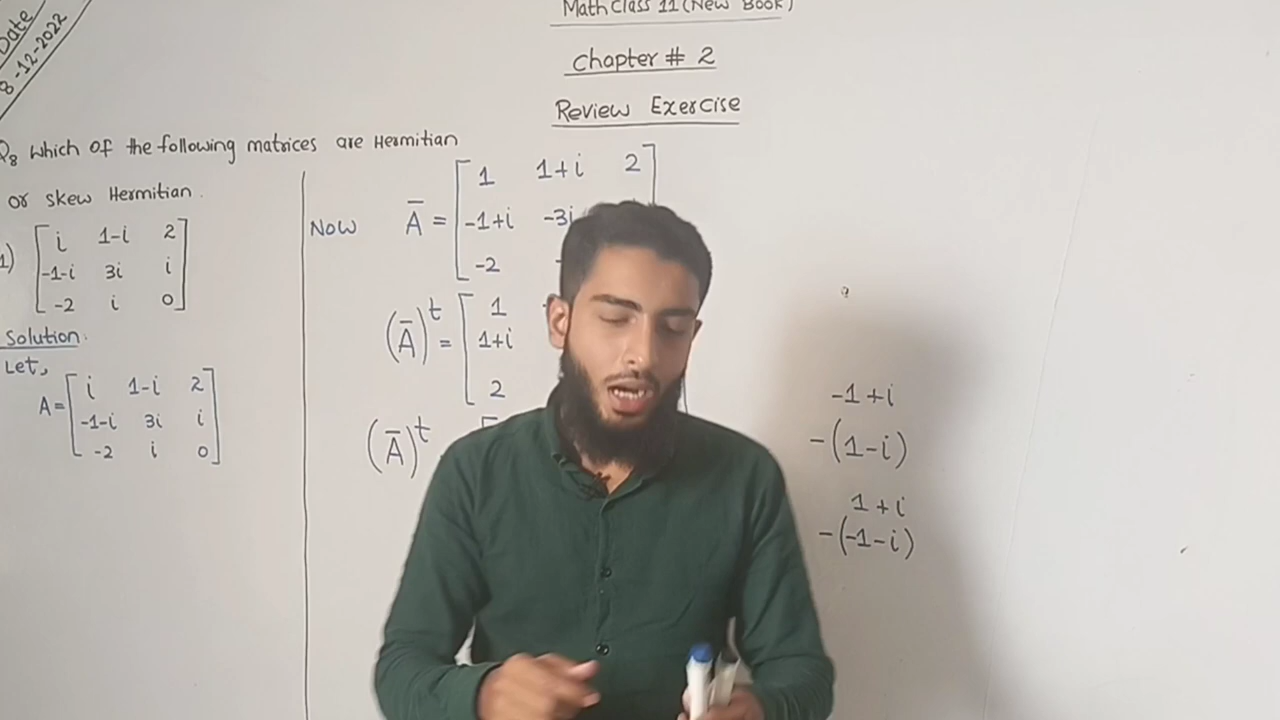 Date
8-12-2022
Math Class 11 (New Book)
Chapter # 2
Review Exercise
Q8 Which of the following matrices are Hermitian
or skew Hermitian.
1) [ i 1-i 2
-1-i 3i i
-2 i 0 ]
Solution:
Let,
A = [ i 1-i 2
-1-i 3i i
-2 i 0 ]
Now A̅ = [ 1 1+i 2 ]
-1+i -3i
-2 -
(A̅)ᵗ = [ 1 -
1+i
2
(A̅)ᵗ
-1+i
-(1-i)
1+i
-(-1-i)